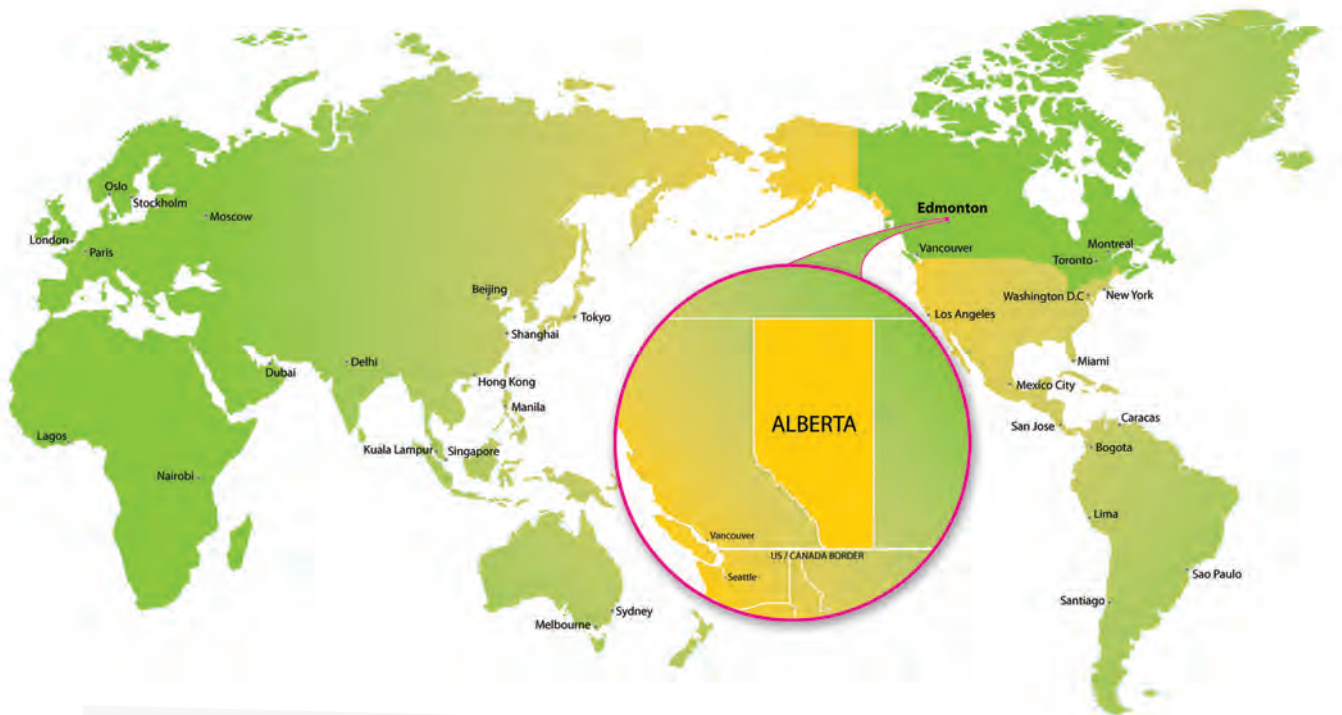 Oslo
Stockholm
Moscow
London
Paris
Edmonton
Vancouver
Montreal
Toronto
Beijing
Washington D.C
New York
Tokyo
Los Angeles
Shanghai
Delhi
Dubai
Miami
Hong Kong
Mexico City
Manila
ALBERTA
Caracas
San Jose
Lagos
Bogota
Kuala Lampur
Singapore
Nairobi
Lima
Vancouver
US / CANADA BORDER
Seattle
Sao Paulo
Santiago
Sydney
Melbourne